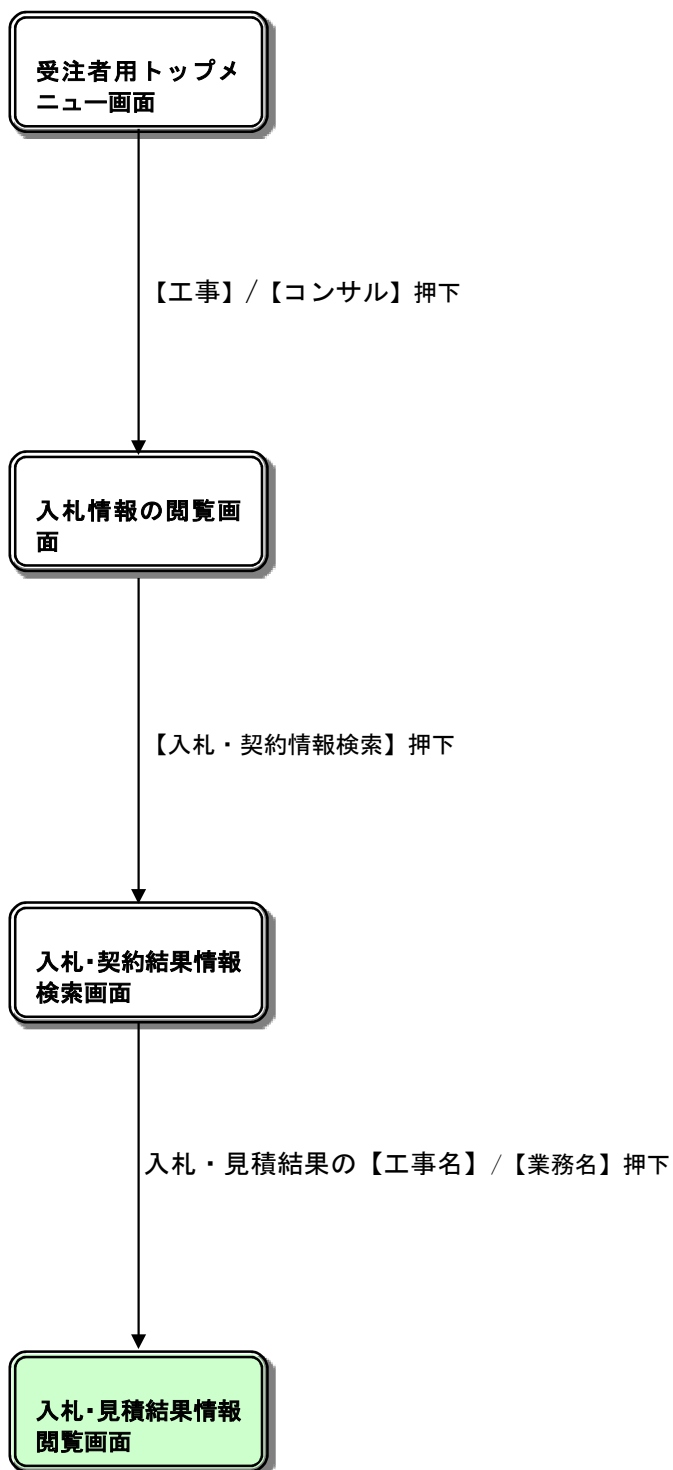 受注者用トップメ
ニュー画面
【工事】/【コンサル】押下
入札情報の閲覧画
面
【入札・契約情報検索】押下
入札・契約結果情報
検索画面
入札・見積結果の【工事名】/【業務名】押下
入札・見積結果情報
閲覧画面